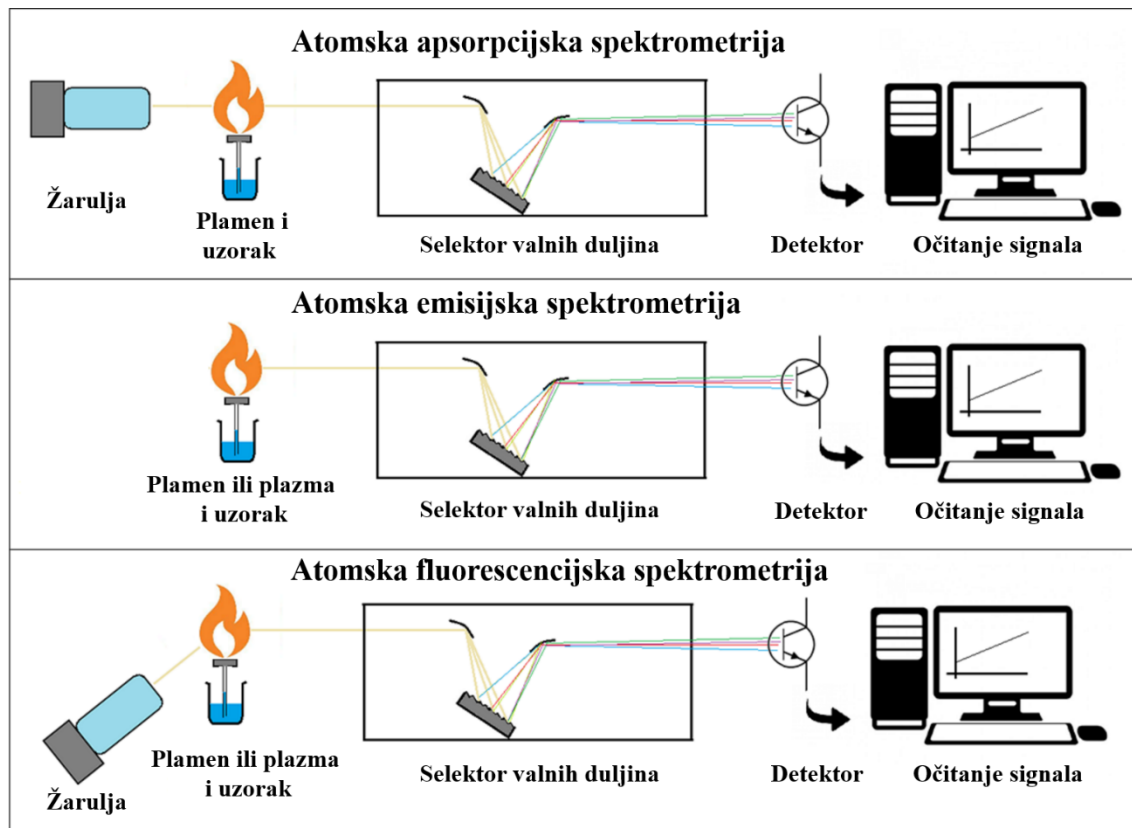 Atomska apsorpcijska spektrometrija
Žarulja
Plamen i
uzorak
Selektor valnih duljina
Detektor
Očitanje signala
Atomska emisijska spektrometrija
Plamen ili plazma
i uzorak
Selektor valnih duljina
Detektor
Očitanje signala
Atomska fluorescencijska spektrometrija
Žarulja
Plamen ili plazma
i uzorak
Selektor valnih duljina
Detektor
Očitanje signala